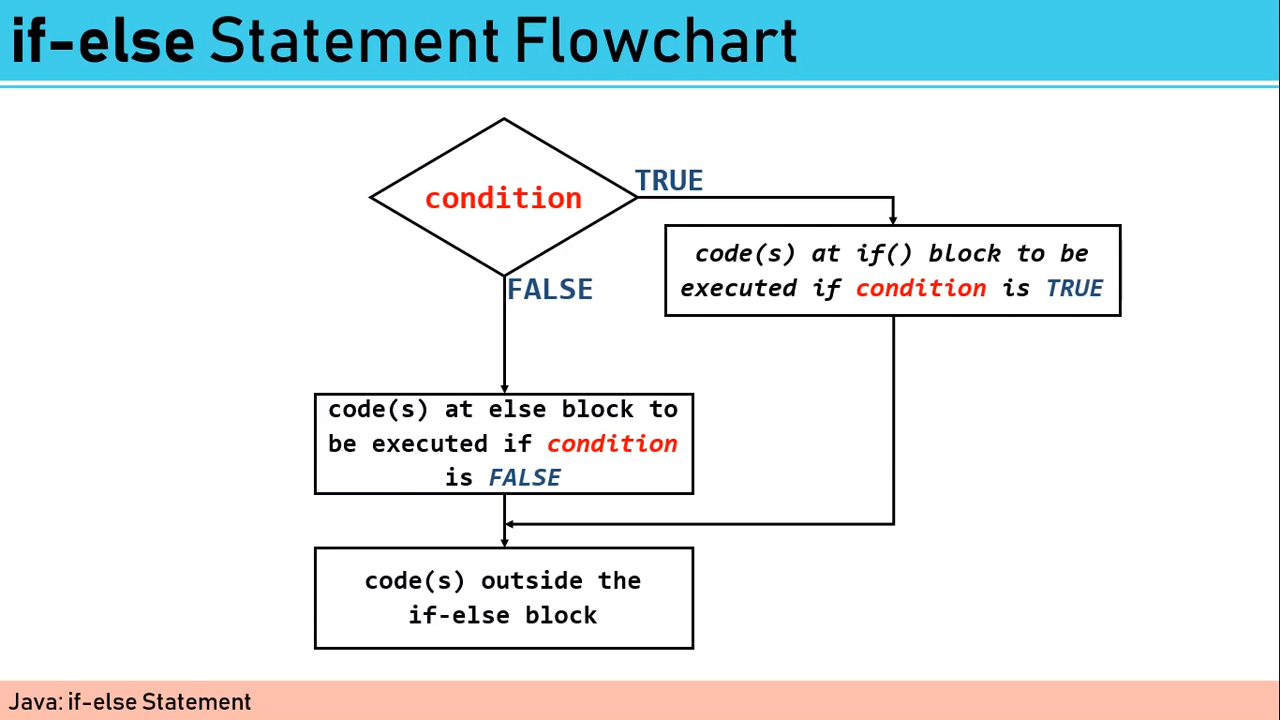 if-else Statement Flowchart
condition
TRUE
code(s) at if() block to be
executed if condition is TRUE
FALSE
code(s) at else block to
be executed if condition
is FALSE
code(s) outside the
if-else block
Java: if-else Statement